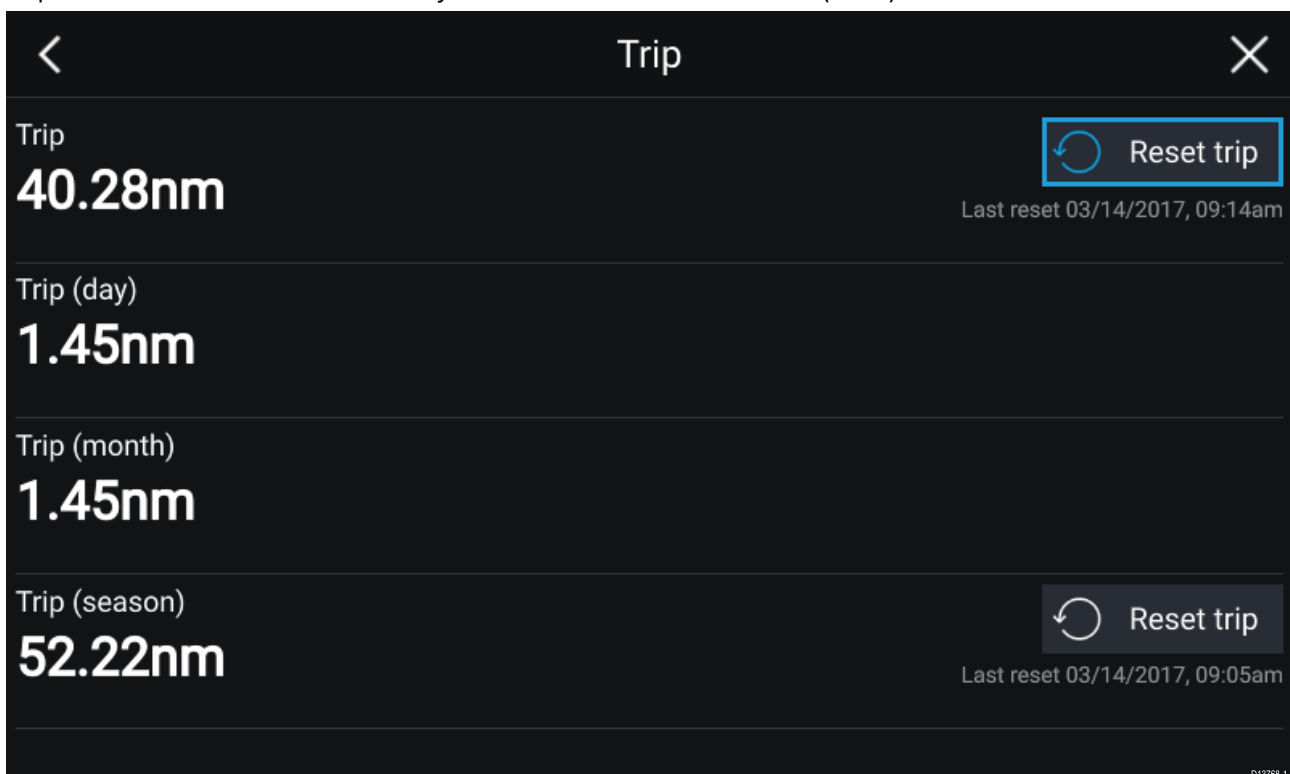 Trip
Trip
40.28nm
Reset trip
Last reset 03/14/2017, 09:14am
Trip (day)
1.45nm
Trip (month)
1.45nm
Trip (season)
52.22nm
Reset trip
Last reset 03/14/2017, 09:05am